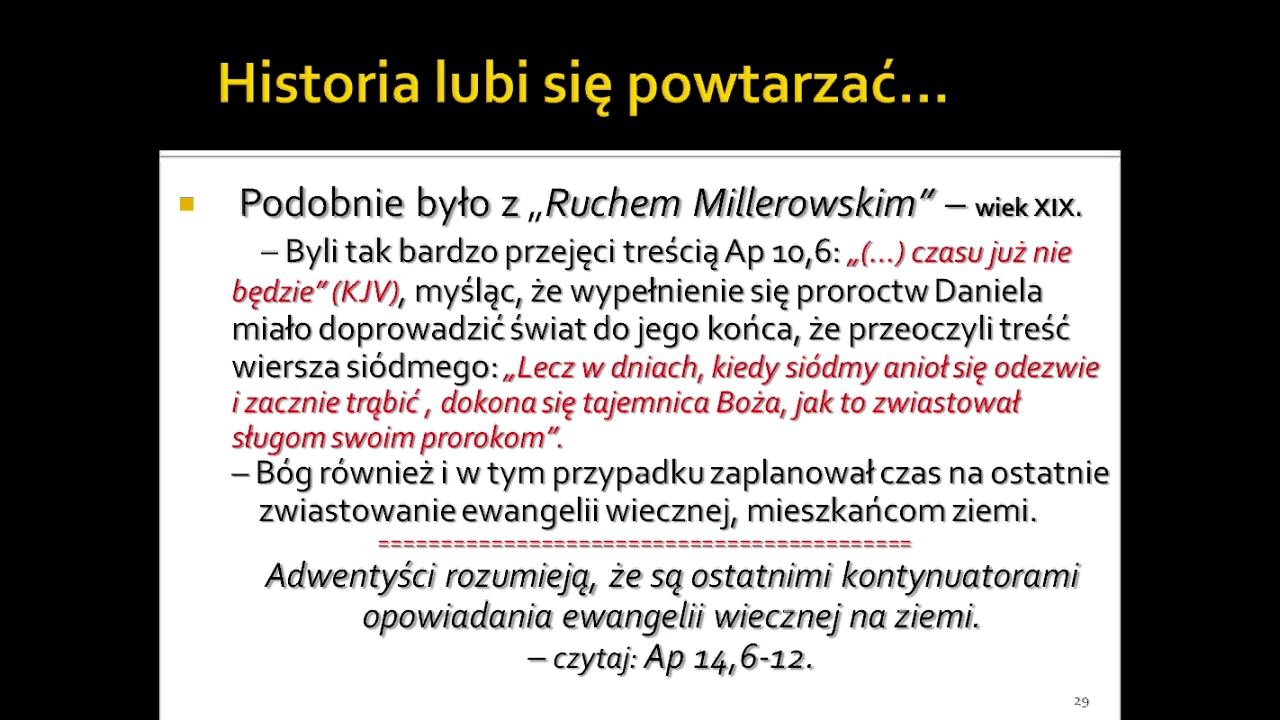 Historia lubi się powtarzać...
Podobnie było z „Ruchem Millerowskim” – wiek XIX.
– Byli tak bardzo przejęci treścią Ap 10,6: „(...) czasu już nie
będzie” (KJV), myśląc, że wypełnienie się proroctw Daniela
miało doprowadzić świat do jego końca, że przeoczyli treść
wiersza siódmego: „Lecz w dniach, kiedy siódmy anioł się odezwie
i zacznie trąbić , dokona się tajemnica Boża, jak to zwiastował
sługom swoim prorokom”.
– Bóg również i w tym przypadku zaplanował czas na ostatnie
zwiastowanie ewangelii wiecznej, mieszkańcom ziemi.
==========================================
Adwentyści rozumieją, że są ostatnimi kontynuatorami
opowiadania ewangelii wiecznej na ziemi.
– czytaj: Ap 14,6-12.
29